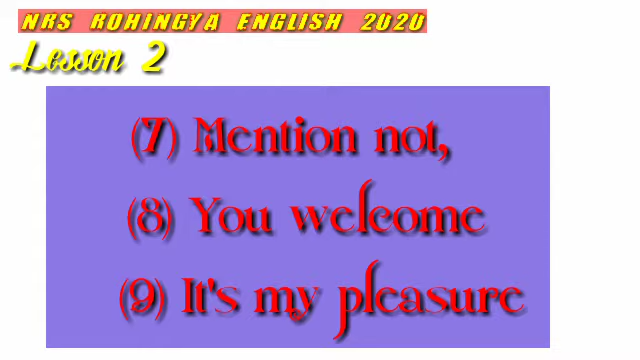 NRS ROHINGYA ENGLISH 2020
Lesson 2
(7) Mention not,
(8) You welcome
(9) It's my pleasure